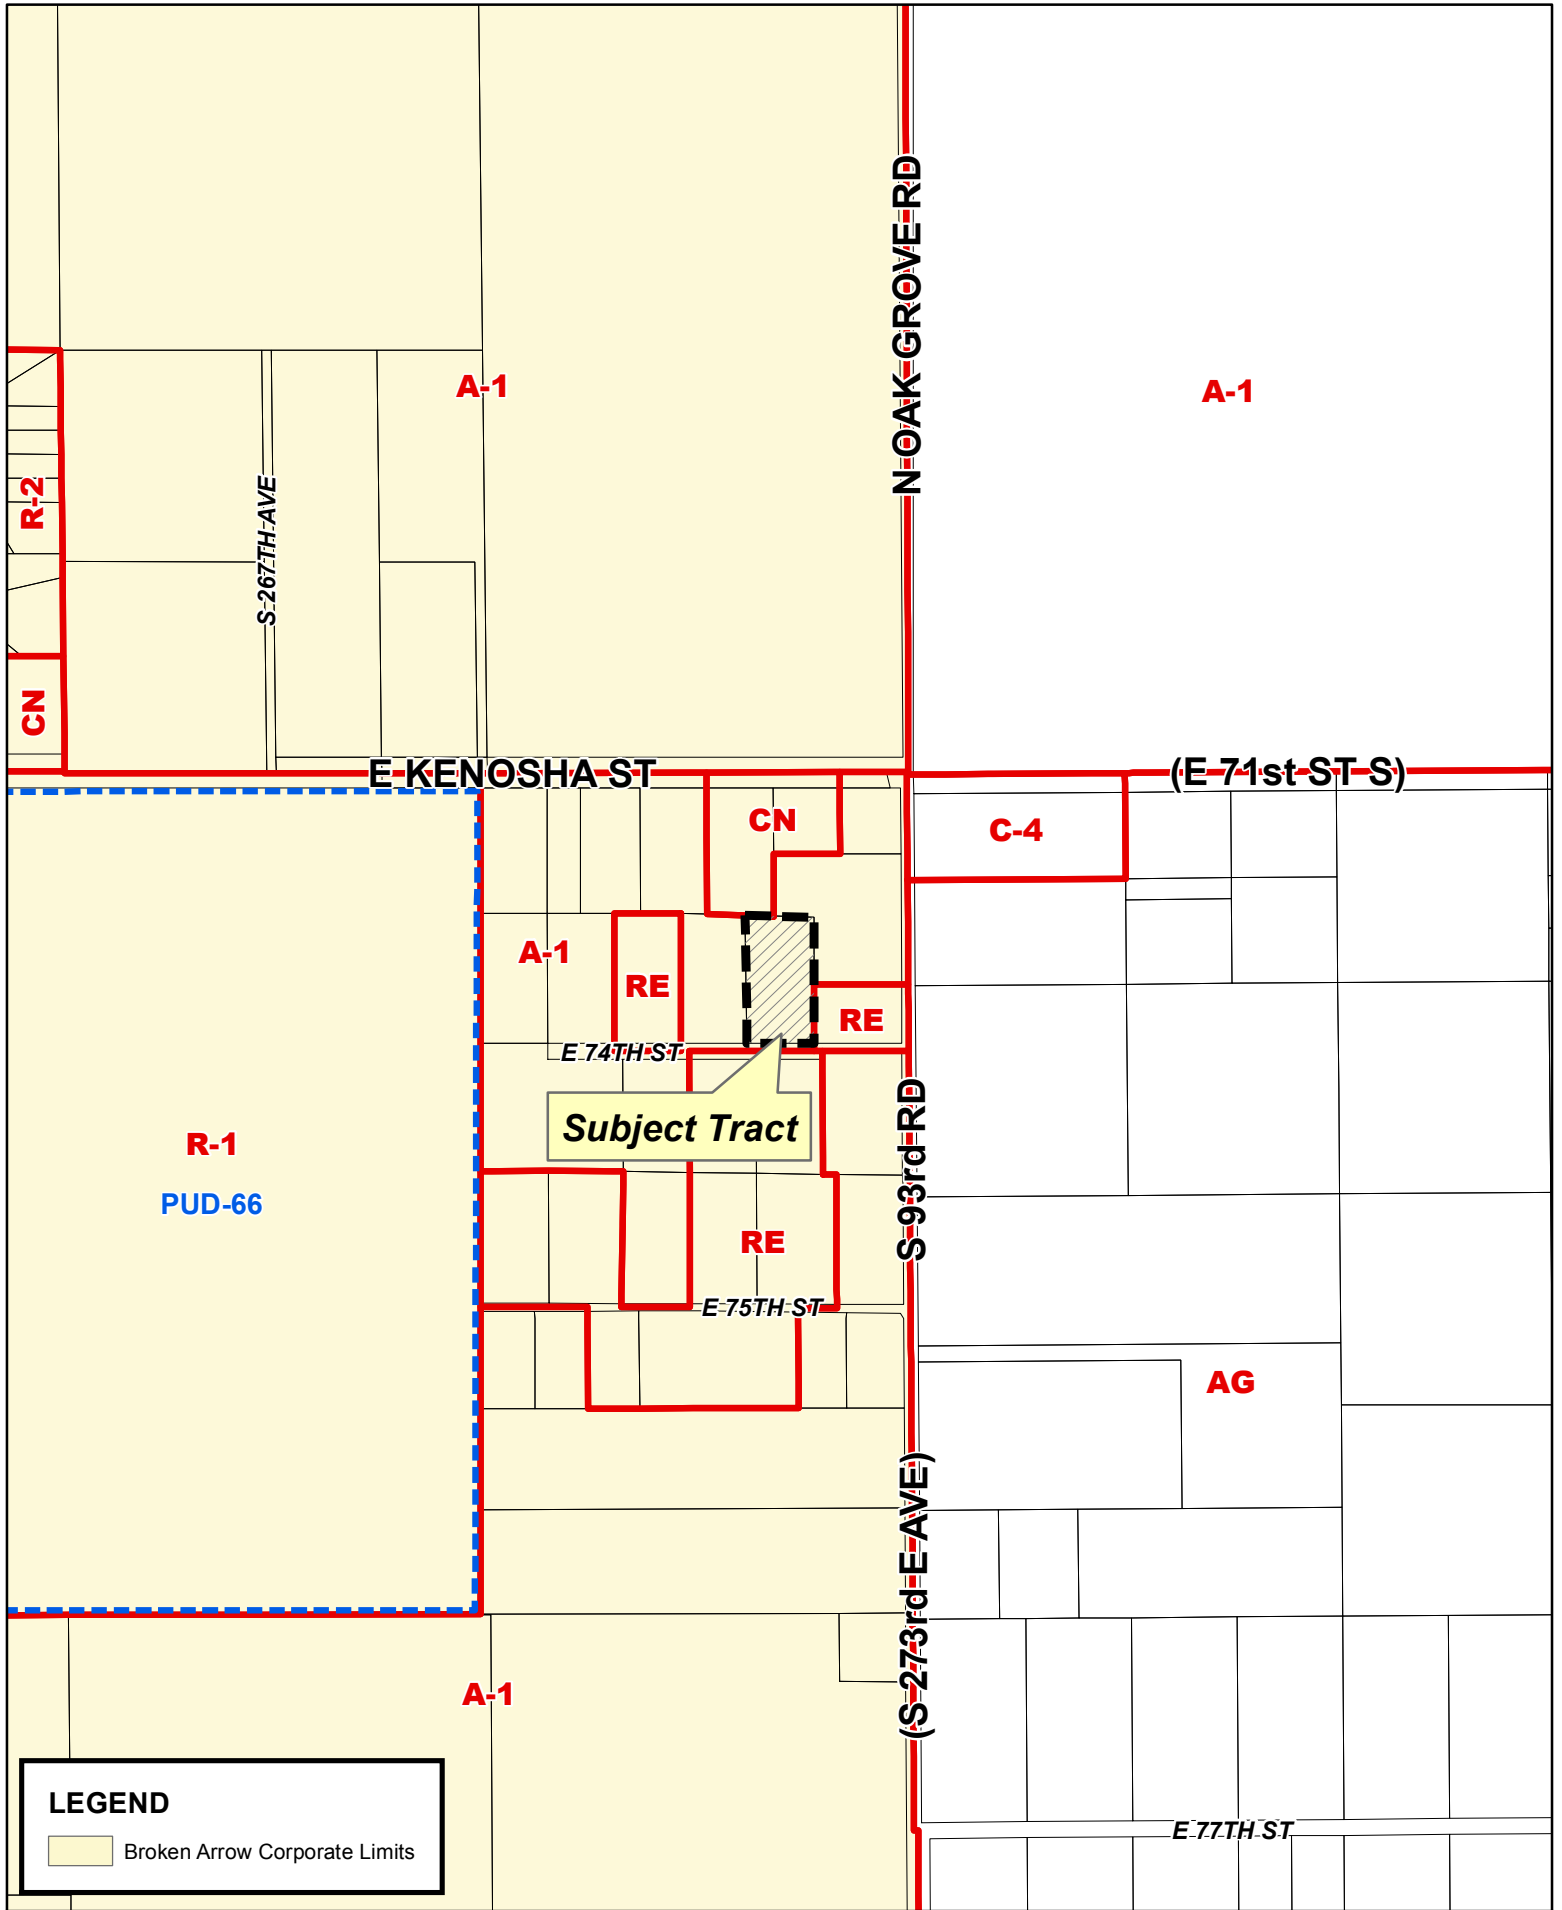 N OAK GROVE RD
A-1
A-1
R-2
S 267TH AVE
CN
E KENOSHA ST
(E 71st ST S)
CN
C-4
A-1
RE
RE
E 74TH ST
Subject Tract
S 93rd RD
R-1
PUD-66
RE
E 75TH ST
AG
(S 273rd E AVE)
A-1
LEGEND
Broken Arrow Corporate Limits
E 77TH ST